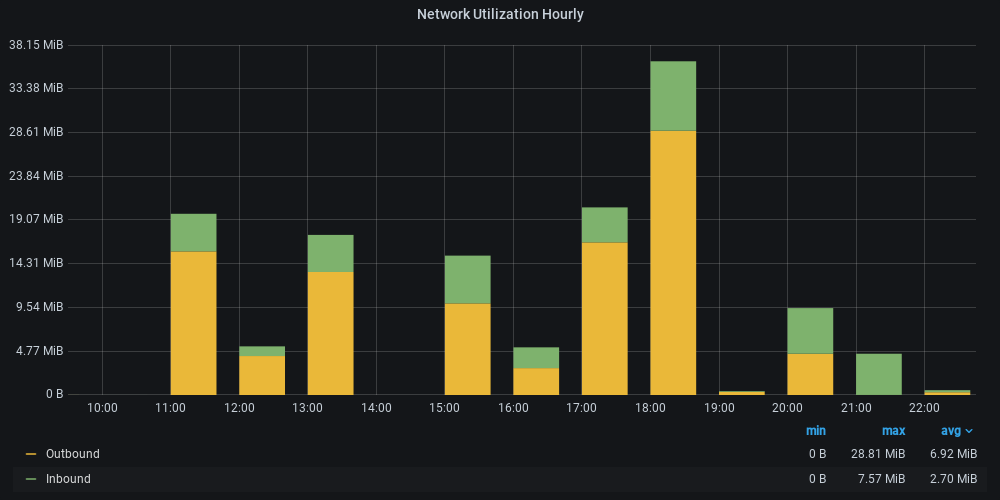 Network Utilization Hourly
38.15 MiB
33.38 MiB
28.61 MiB
23.84 MiB
19.07 MiB
14.31 MiB
9.54 MiB
4.77 MiB
0 B
10:00 11:00 12:00 13:00 14:00 15:00 16:00 17:00 18:00 19:00 20:00 21:00 22:00
min max avg
Outbound 0 B 28.81 MiB 6.92 MiB
Inbound 0 B 7.57 MiB 2.70 MiB